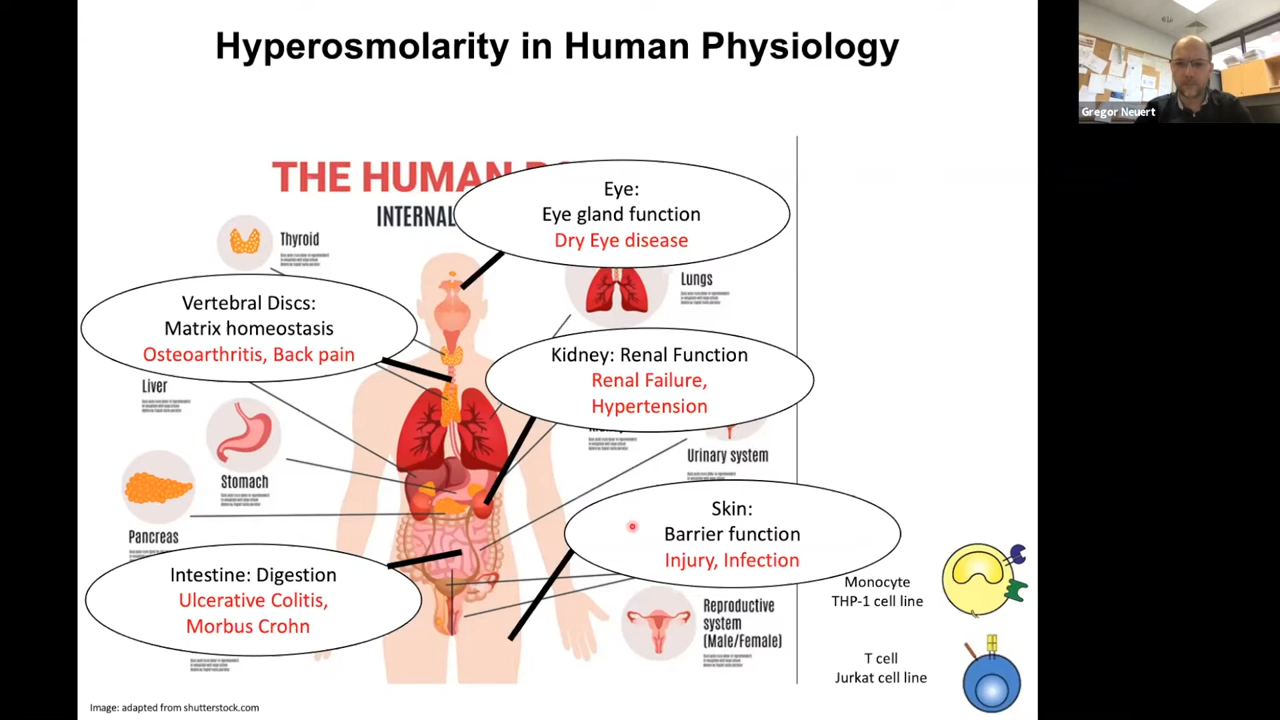 Hyperosmolarity in Human Physiology
Gregor Neuert
THE HUMAN
INTERNAL
Eye:
Eye gland function
Dry Eye disease
Thyroid
Lungs
Vertebral Discs:
Matrix homeostasis
Osteoarthritis, Back pain
Kidney: Renal Function
Renal Failure,
Hypertension
Liver
Stomach
Urinary system
Pancreas
Skin:
Barrier function
Injury, Infection
Intestine: Digestion
Ulcerative Colitis,
Morbus Crohn
Reproductive
system
(Male/Female)
Monocyte
THP-1 cell line
T cell
Jurkat cell line
Image: adapted from shutterstock.com